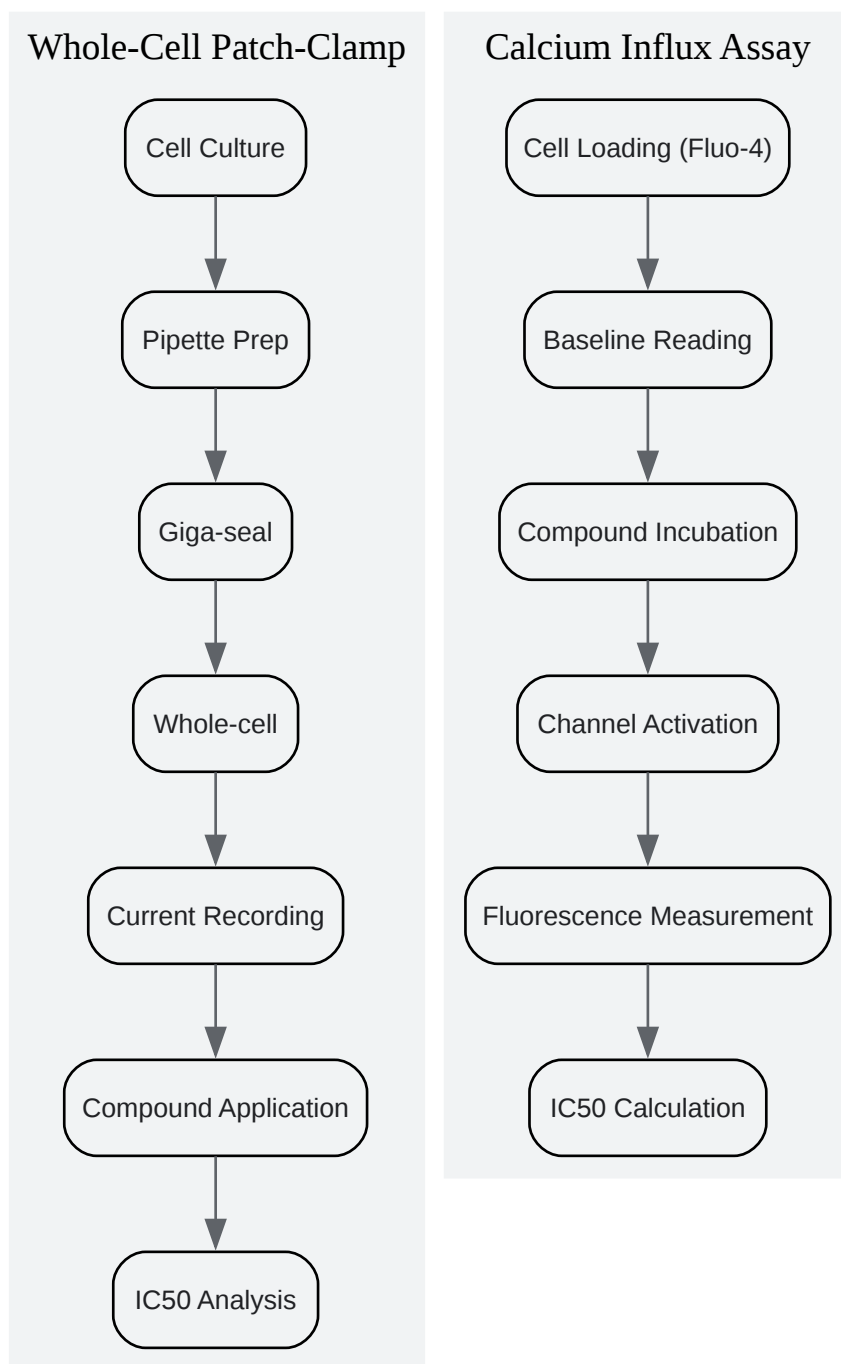 Whole-Cell Patch-Clamp
Cell Culture
Pipette Prep
Giga-seal
Whole-cell
Current Recording
Compound Application
IC50 Analysis
Calcium Influx Assay
Cell Loading (Fluo-4)
Baseline Reading
Compound Incubation
Channel Activation
Fluorescence Measurement
IC50 Calculation